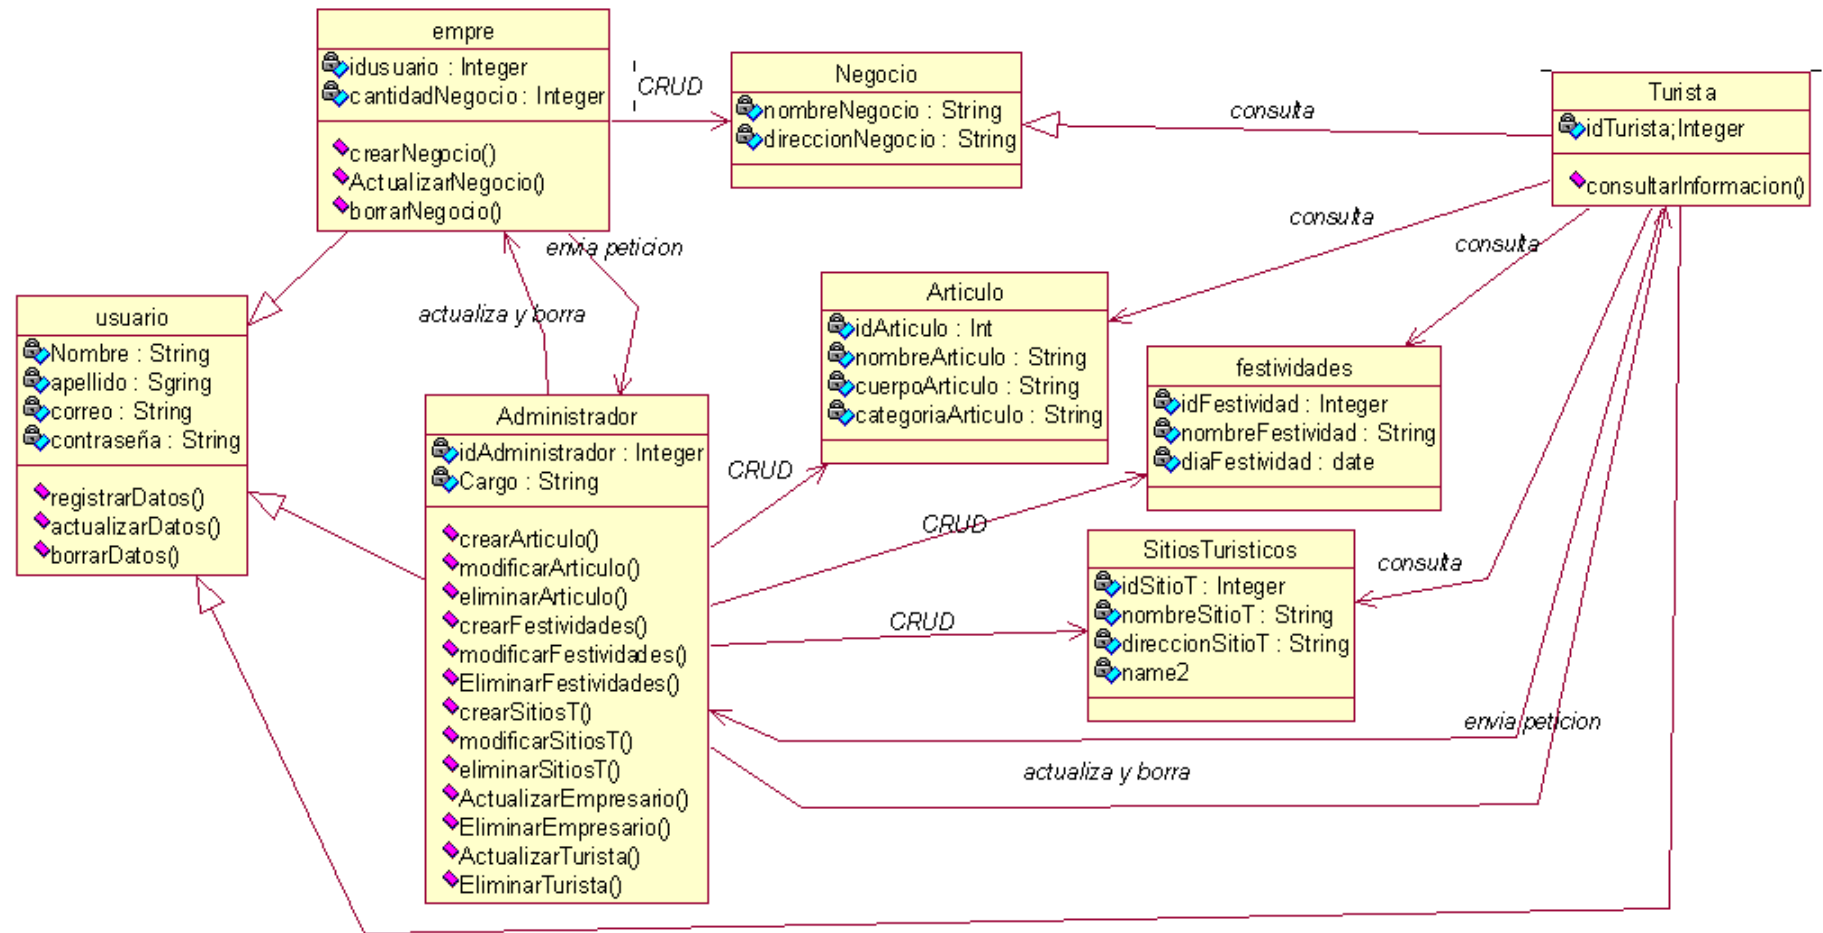 empre
idusuario : Integer
cantidadNegocio : Integer
crearNegocio()
ActualizarNegocio()
borrarNegocio()
CRUD
Negocio
nombreNegocio : String
direccionNegocio : String
consulta
Turista
idTurista;Integer
consultarInformacion()
consulta
consulta
envia peticion
actualiza y borra
usuario
Nombre : String
apellido : Sgring
correo : String
contraseña : String
registrarDatos()
actualizarDatos()
borrarDatos()
Articulo
idArticulo : Int
nombreArticulo : String
cuerpoArticulo : String
categoriaArticulo : String
festividades
idFestividad : Integer
nombreFestividad : String
diaFestividad : date
Administrador
idAdministrador : Integer
Cargo : String
crearArticulo()
modificarArticulo()
eliminarArticulo()
crearFestividades()
modificarFestividades()
EliminarFestividades()
crearSitiosT()
modificarSitiosT()
eliminarSitiosT()
ActualizarEmpresario()
EliminarEmpresario()
ActualizarTurista()
EliminarTurista()
CRUD
CRUD
CRUD
SitiosTuristicos
idSitioT : Integer
nombreSitioT : String
direccionSitioT : String
name2
consulta
envia peticion
actualiza y borra